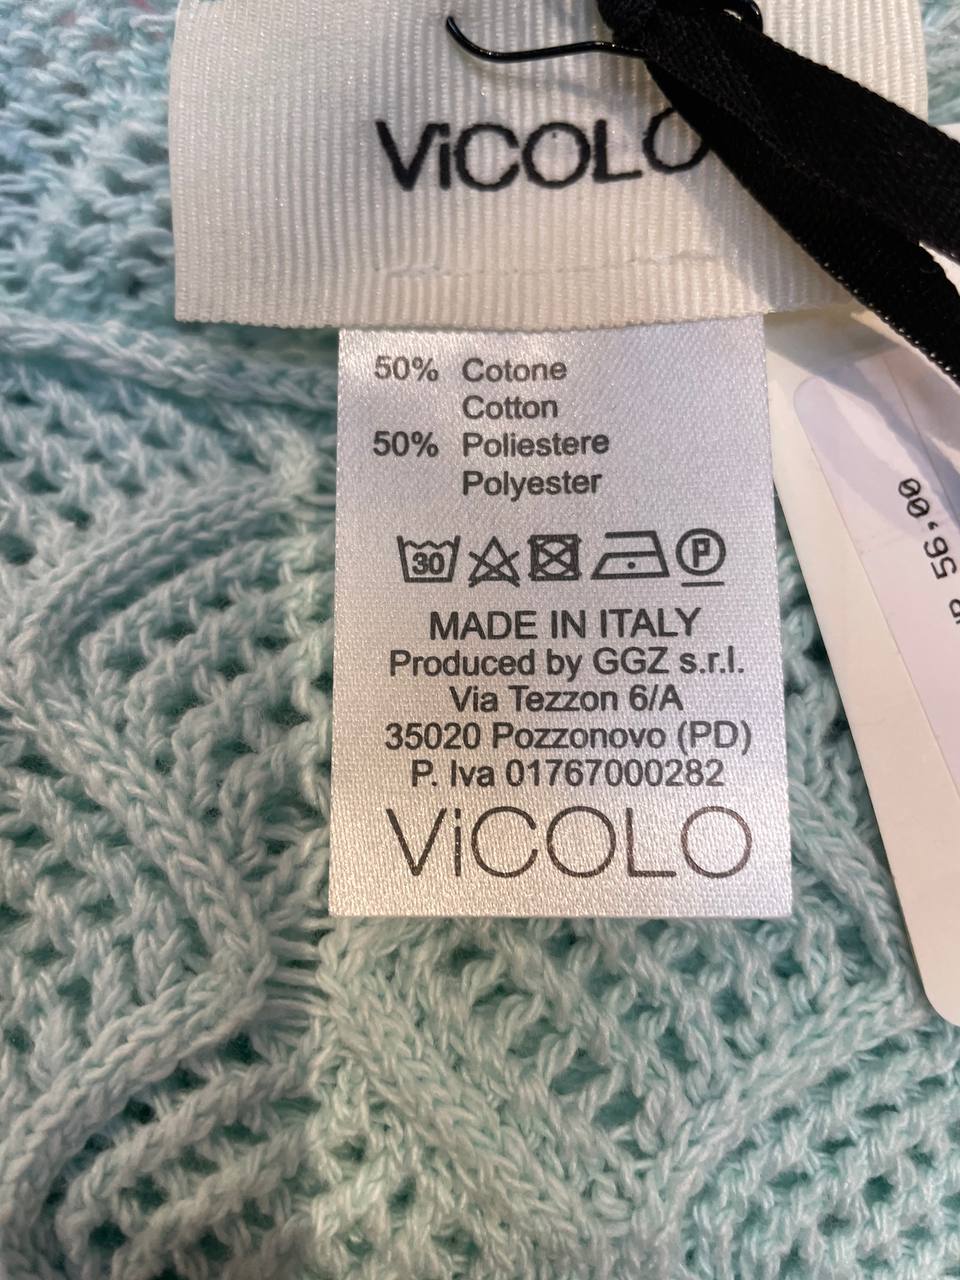 ViCOLO
50% Cotone
Cotton
50% Poliestere
Polyester
30 P
MADE IN ITALY
Produced by GGZ s.r.l.
Via Tezzon 6/A
35020 Pozzonovo (PD)
P. Iva 01767000282
ViCOLO
56,00